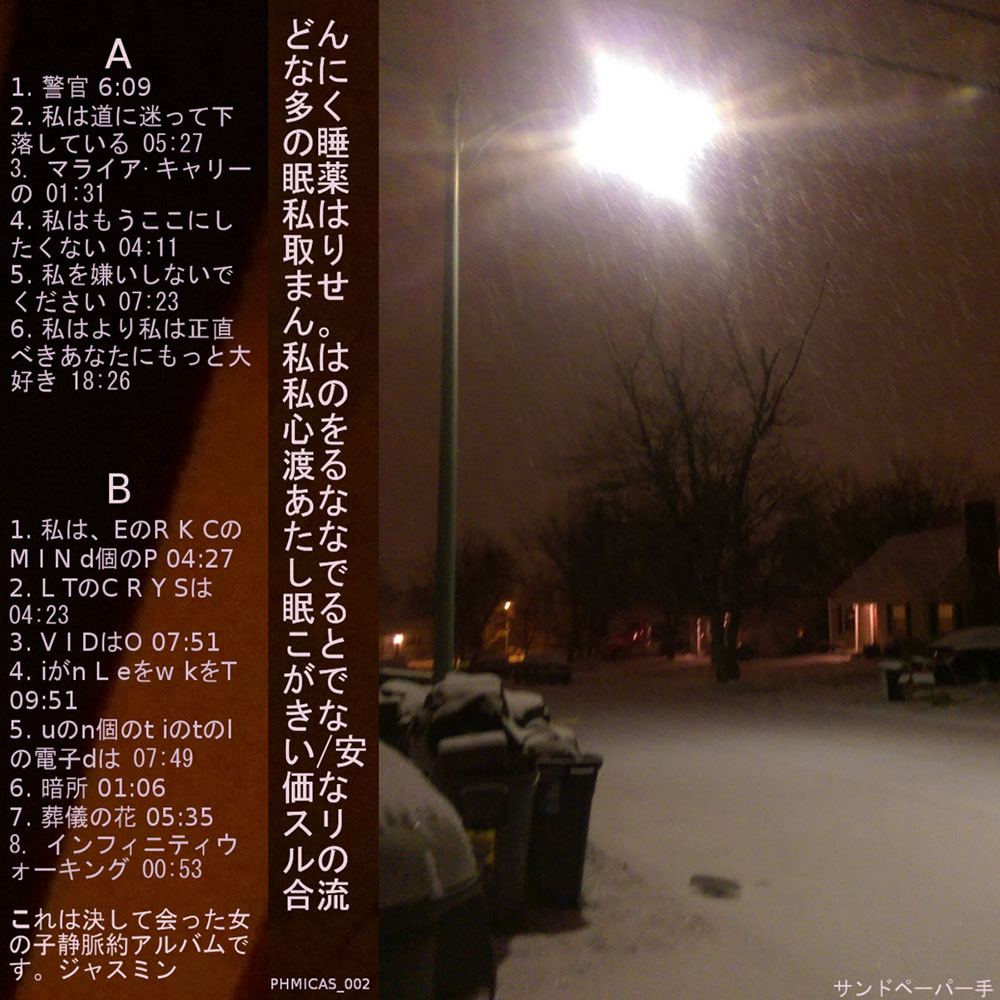 A
1. 警官 6:09
2. 私は道に迷って下
落している 05:27
3. マライア·キャリー
の 01:31
4. 私はもうここにし
たくない 04:11
5. 私を嫌いしないで
ください 07:23
6. 私はより私は正直
べきあなたにもっと大
好き 18:26
B
1. 私は、EのR K Cの
M I N d個のP 04:27
2. L TのC R Y Sは
04:23
3. V I DはO 07:51
4. iがn L eをw kをT
09:51
5. uのn個のt iのtのl
の電子dは 07:49
6. 暗所 01:06
7. 葬儀の花 05:35
8. インフィニティウ
ォーキング 00:53
これは決して会った女
の子静脈約アルバムで
す。ジャスミン
どん
なに
多く
の睡
眠薬
私は
取り
ませ
ん。
私は
私の
心を
渡る
あな
たな
しで
眠る
こと
がで
きな
い/安
価な
スリ
ルの
合流
PHMICAS_002
サンドペーパー手